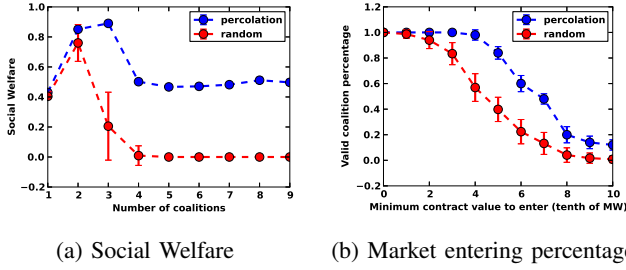 1.0
0.8
0.6
0.4
0.2
0.0
−0.2
Social Welfare
percolation
random
1 2 3 4 5 6 7 8 9
Number of coalitions
1.2
1.0
0.8
0.6
0.4
0.2
0.0
−0.2
Valid coalition percentage
percolation
random
0 2 4 6 8 10
Minimum contract value to enter (tenth of MW)
(a) Social Welfare
(b) Market entering percentage